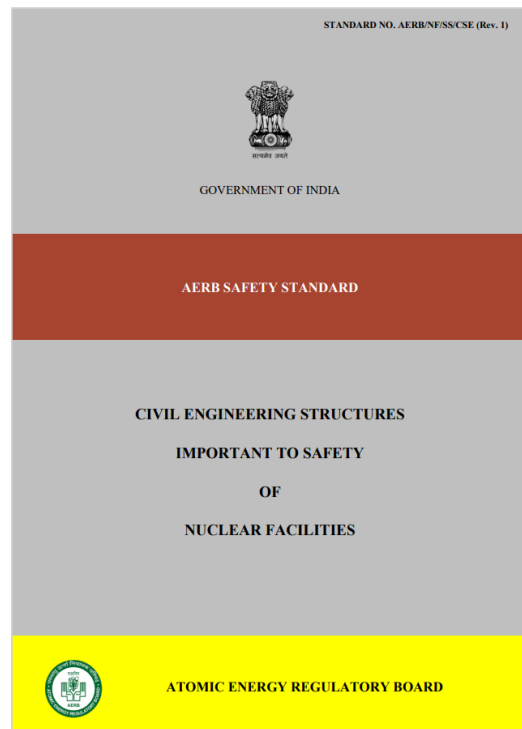 STANDARD NO. AERB/NF/SS/CSE (Rev. 1)
सत्यमेव जयते
GOVERNMENT OF INDIA
AERB SAFETY STANDARD
CIVIL ENGINEERING STRUCTURES
IMPORTANT TO SAFETY
OF
NUCLEAR FACILITIES
AERB
ATOMIC ENERGY REGULATORY BOARD